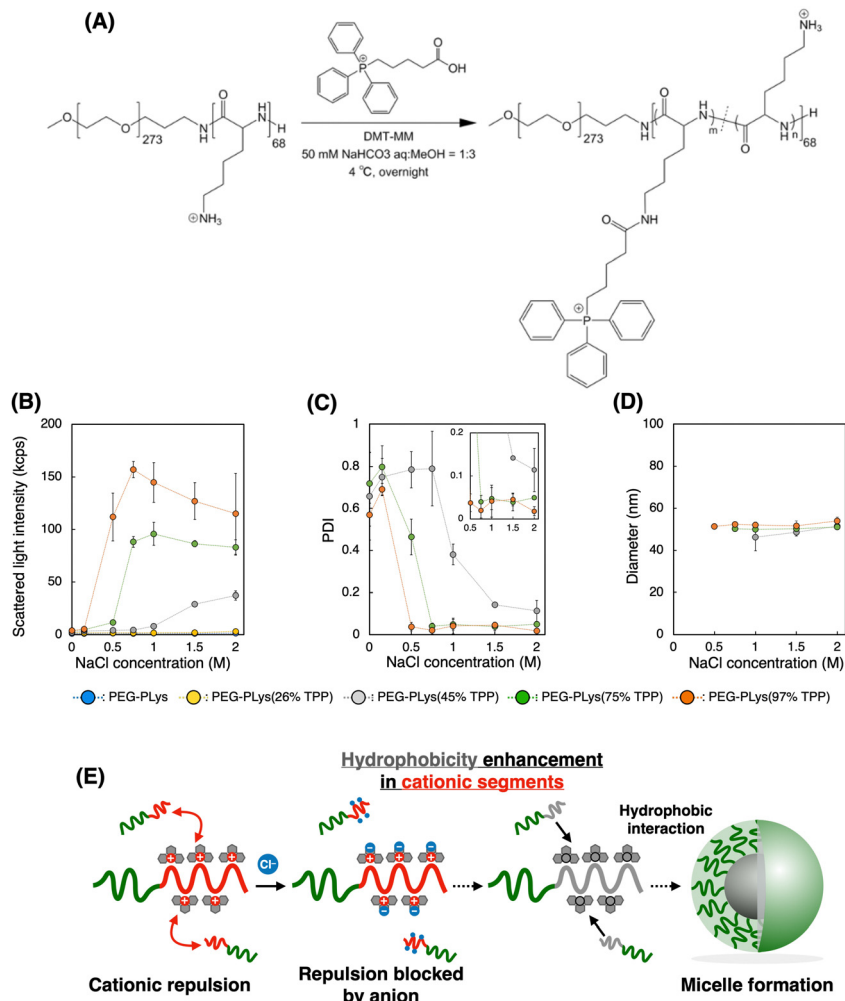 (A)
O
P
⊕
OH
O
O
O
273
N
H
O
H
N
H
68
NH3
⊕
DMT-MM
50 mM NaHCO3 aq:MeOH = 1:3
4 °C, overnight
NH3
⊕
O
O
273
N
H
O
H
N
m
O
H
N
n
H
68
O
NH
⊕
P
(B)
Scattered light intensity (kcps)
200
150
100
50
0
0 0.5 1 1.5 2
NaCl concentration (M)
(C)
PDI
1
0.8
0.6
0.4
0.2
0
0 0.5 1 1.5 2
NaCl concentration (M)
0.2
0.1
0
0.5 1 1.5 2
(D)
Diameter (nm)
100
80
60
40
20
0
0 0.5 1 1.5 2
NaCl concentration (M)
: PEG-PLys : PEG-PLys(26% TPP) : PEG-PLys(45% TPP) : PEG-PLys(75% TPP) : PEG-PLys(97% TPP)
(E)
Hydrophobicity enhancement
in cationic segments
Cl−
Hydrophobic
interaction
Cationic repulsion
Repulsion blocked
by anion
Micelle formation